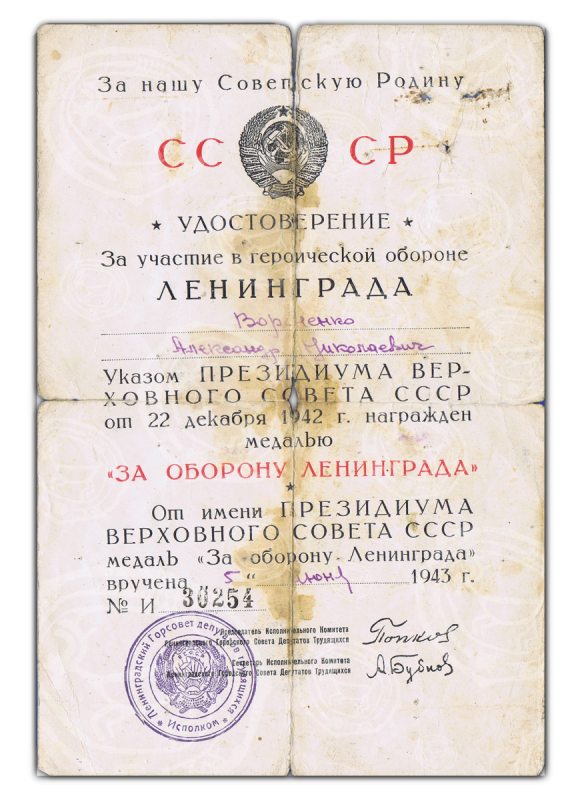 За нашу Советскую Родину
СС СР
★ УДОСТОВЕРЕНИЕ ★
За участие в героической обороне
ЛЕНИНГРАДА
Александр Николаевич
Указом ПРЕЗИДИУМА ВЕР-
ХОВНОГО СОВЕТА СССР
от 22 декабря 1942 г. награжден
медалью
«ЗА ОБОРОНУ ЛЕНИНГРАДА»
★
От имени ПРЕЗИДИУМА
ВЕРХОВНОГО СОВЕТА СССР
медаль «За оборону Ленинграда»
вручена „5" июня 1943 г.
№ И 30254
Председатель Исполнительного Комитета
Ленинградского Городского Совета Депутатов Трудящихся
Попков
Секретарь Исполнительного Комитета
Ленинградского Городского Совета Депутатов Трудящихся
АБубнов
Ленинградский Горсовет депутатов трудящихся
★ Исполком ★